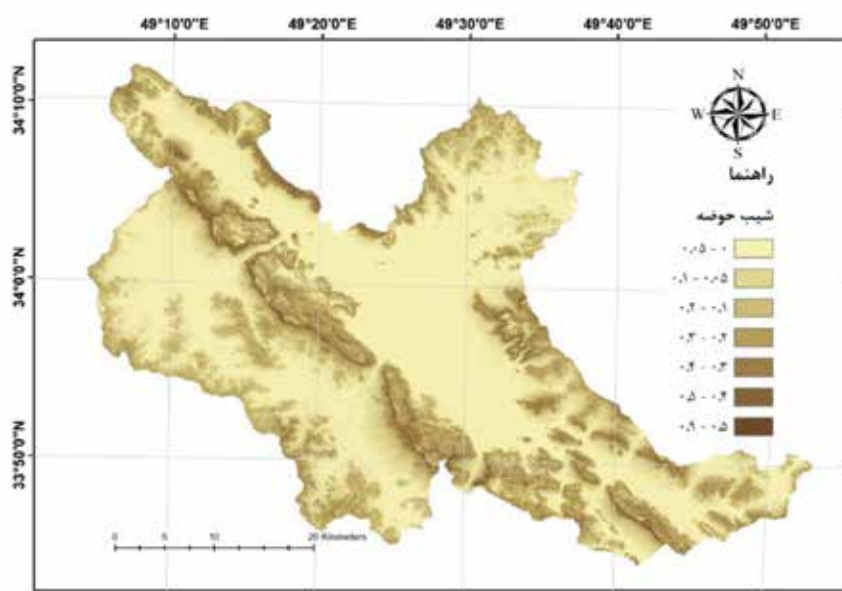 49°10'0"E 49°20'0"E 49°30'0"E 49°40'0"E 49°50'0"E
34°10'0"N
34°0'0"N
33°50'0"N
N
W E
S
راهنما
شیب حوضه
۰,۰۵ - ۰
۰,۱ - ۰,۰۵
۰,۲ - ۰,۱
۰,۳ - ۰,۲
۰,۴ - ۰,۳
۰,۵ - ۰,۴
۰,۹ - ۰,۵
0 5 10 20 Kilometers